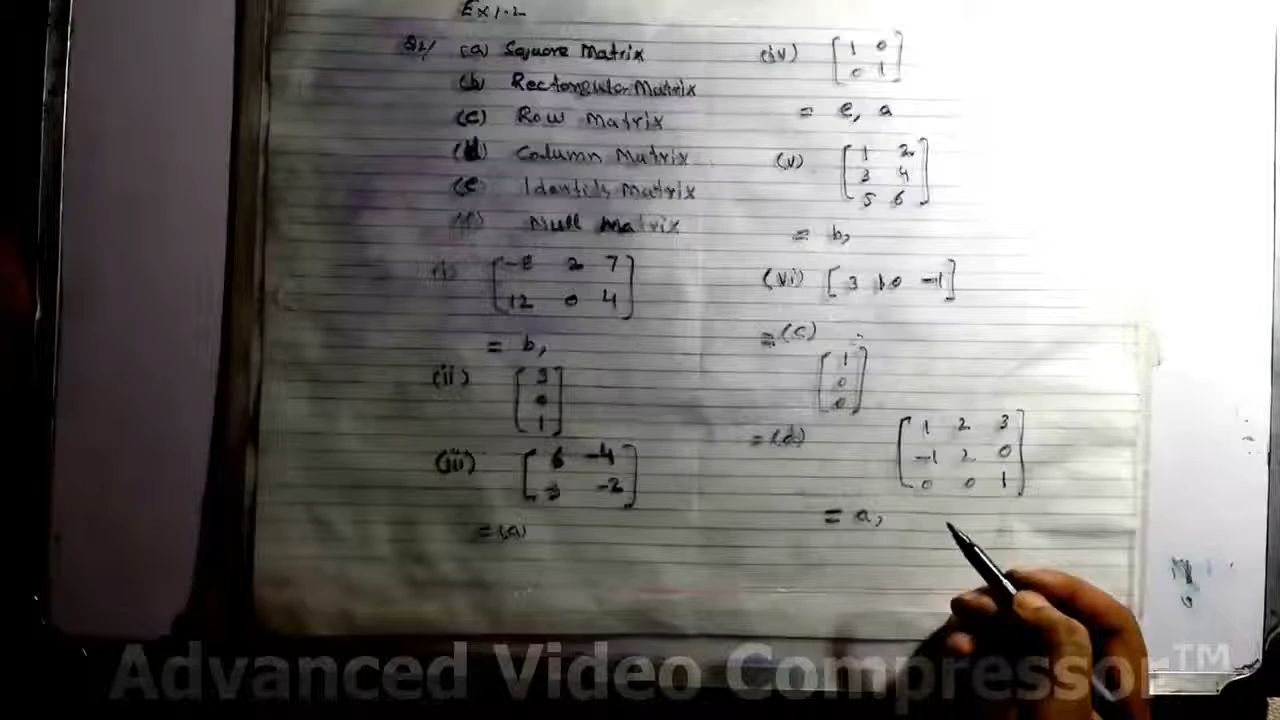 Ex 1.2
Q2/ (a) Square Matrix
(b) Rectangular Matrix
(c) Row Matrix
(d) Column Matrix
(e) Identity Matrix
(f) Null Matrix
(i) [-8 2 7
12 0 4]
= b,
(ii) [3
0
1]
(iii) [6 -4
3 -2]
= (a)
(iv) [1 0
0 1]
= e, a
(v) [1 2
3 4
5 6]
= b,
(vi) [3 10 -1]
= (c)
[1
0
0]
= (d)
[1 2 3
-1 2 0
0 0 1]
= a,
Advanced Video Compressor™